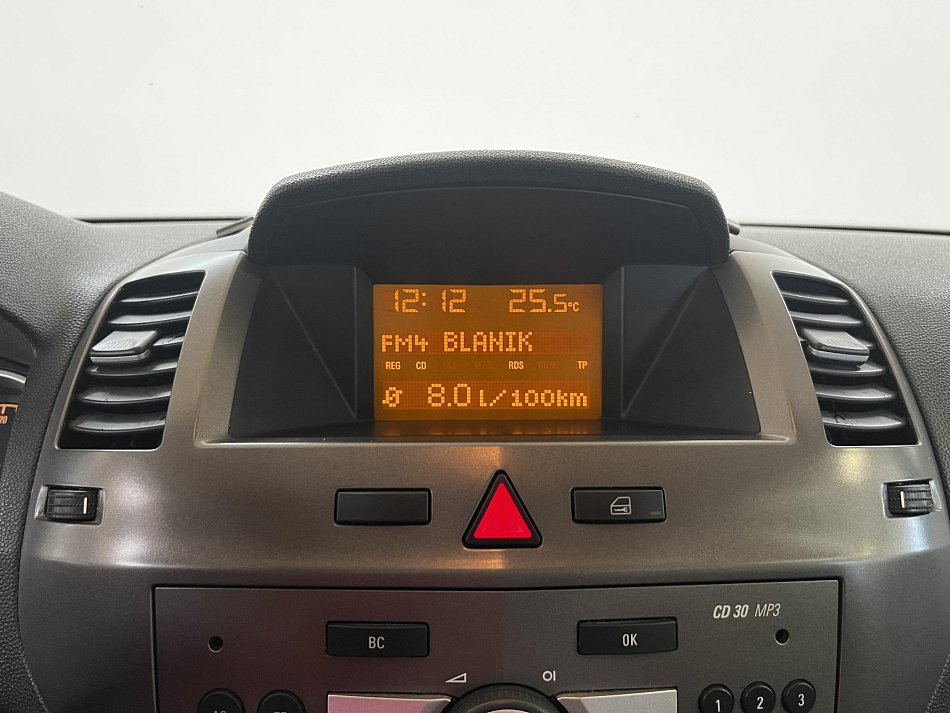 12:12 25.5°C
FM4 BLANIK
REG CD RDS TP
Ø 8.0 l/100km
20
CD 30 MP3
BC OK
1 2 3